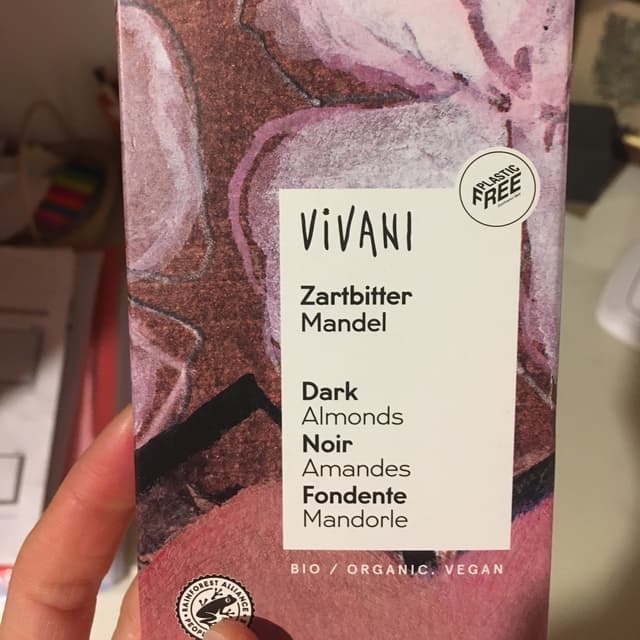 PLASTIC
FREE
ViVANI
Zartbitter
Mandel
Dark
Almonds
Noir
Amandes
Fondente
Mandorle
BIO / ORGANIC. VEGAN
RAINFOREST ALLIANCE